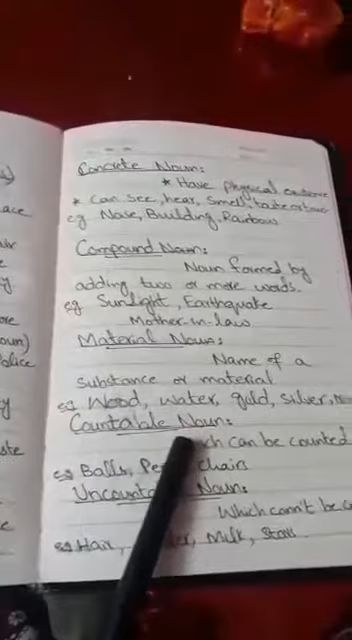 ace
Concrete Noun:
* Have physical existence
* Can see, hear, smell, taste or touch
eg Nose, Building, Rainbow
Compound Noun:
Noun formed by
adding two or more words.
eg Sunlight, Earthquake
Mother-in-law
Material Noun:
Name of a
substance or material
eg Wood, water, gold, silver,
Countable Noun:
can be counted
eg Balls, chairs
Noun:
Which cann't be
eg Hair, Milk, Stars